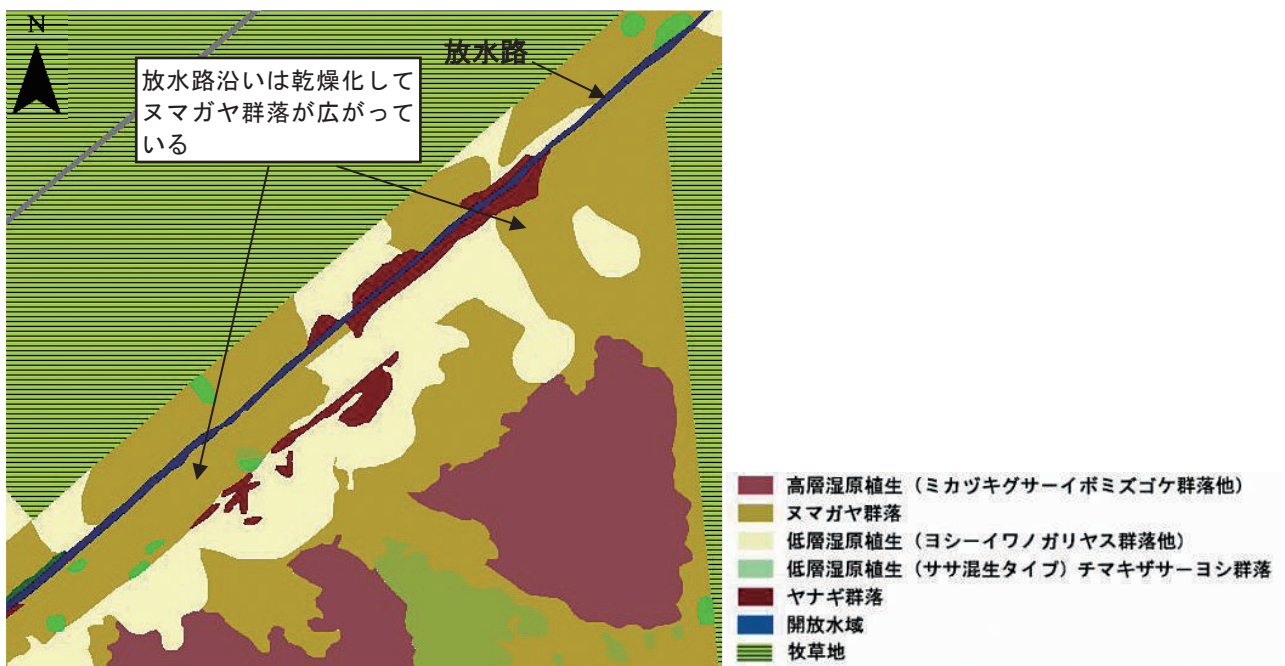 N
放水路
放水路沿いは乾燥化して
ヌマガヤ群落が広がって
いる
高層湿原植生（ミカヅキグサーイボミズゴケ群落他）
ヌマガヤ群落
低層湿原植生（ヨシーイワノガリヤス群落他）
低層湿原植生（ササ混生タイプ）チマキザサーヨシ群落
ヤナギ群落
開放水域
牧草地